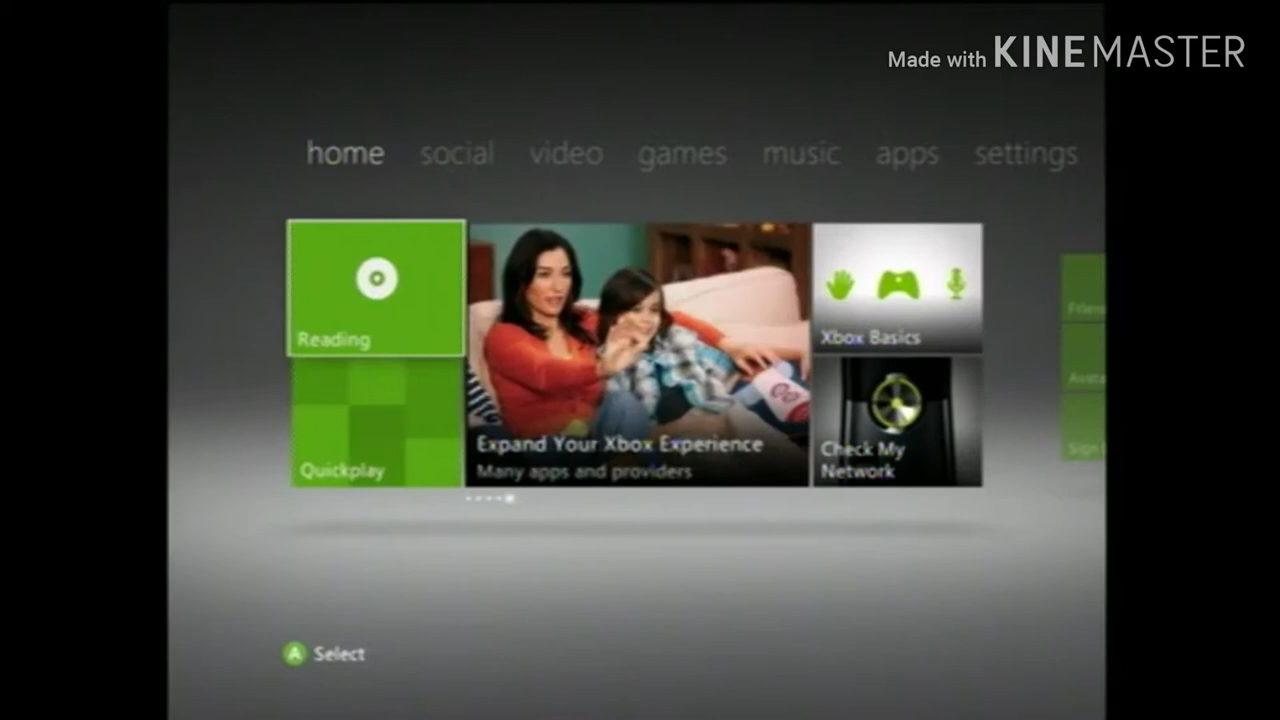 Made with KINEMASTER
home social video games music apps settings
Reading
Quickplay
Expand Your Xbox Experience
Many apps and providers
Xbox Basics
Check My
Network
Select
A